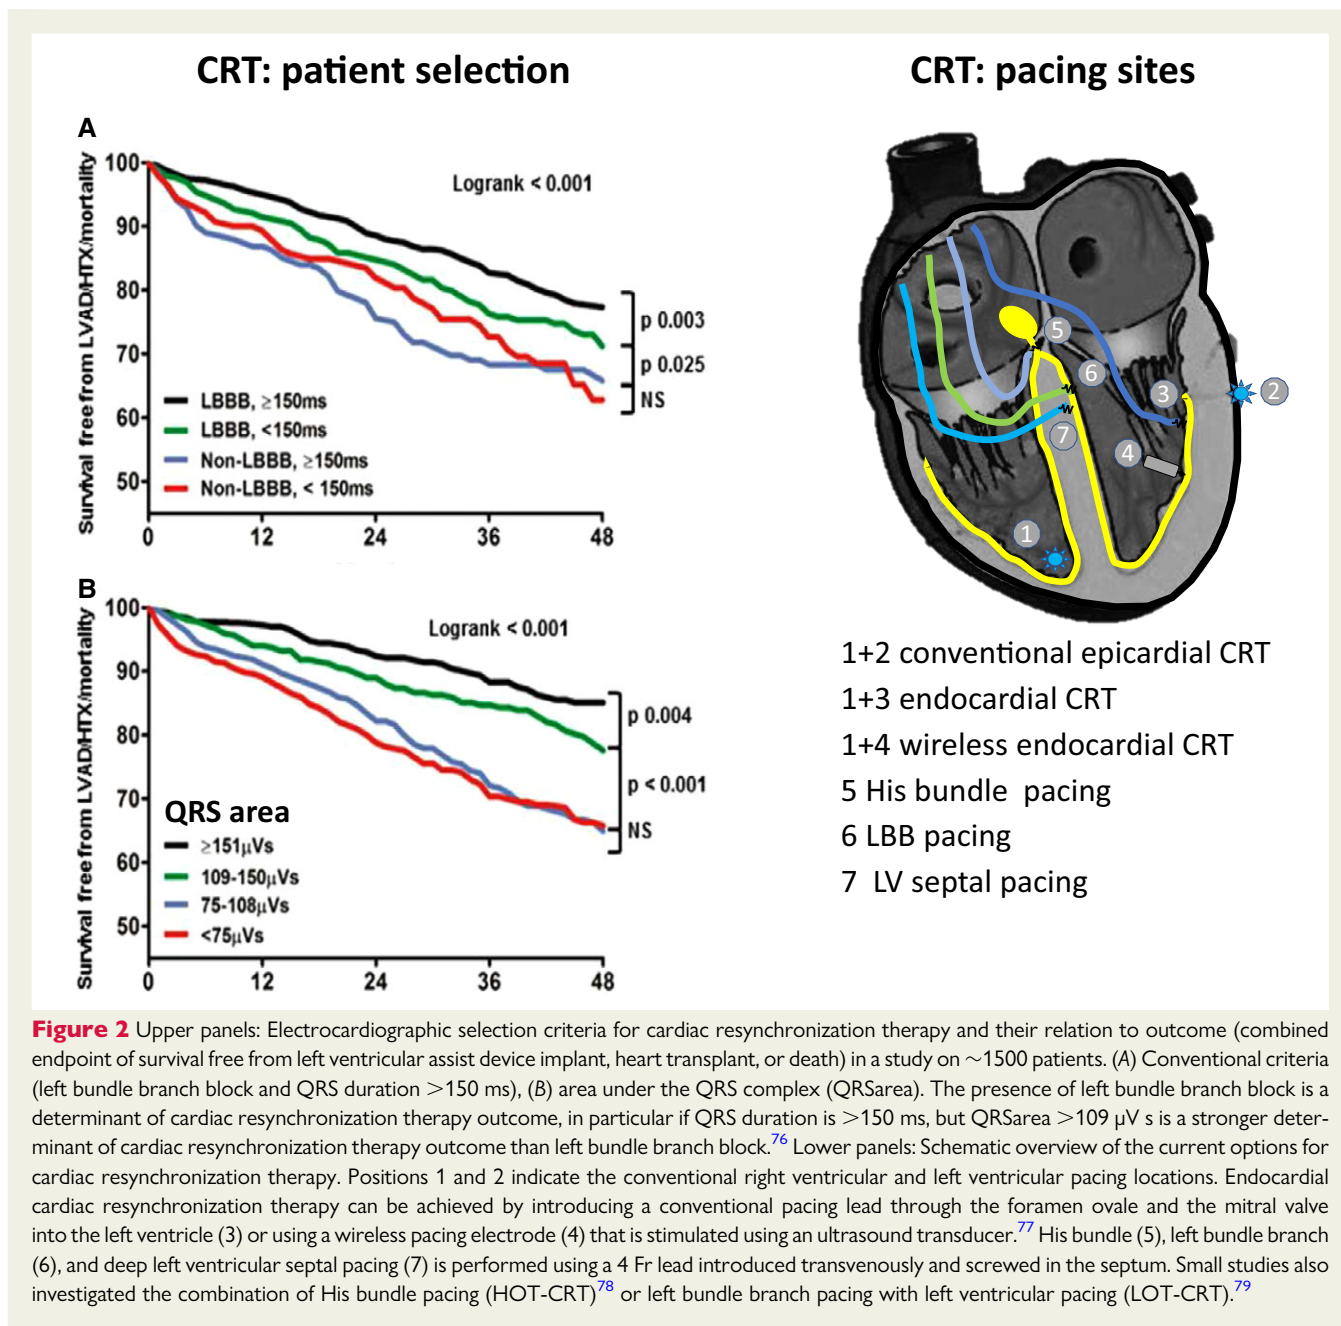 CRT: patient selection
A
Survival free from LVAD/HTX/mortality
100
90
80
70
60
50
Logrank < 0.001
p 0.003
p 0.025
NS
LBBB, ≥150ms
LBBB, <150ms
Non-LBBB, ≥150ms
Non-LBBB, < 150ms
0 12 24 36 48
B
Survival free from LVAD/HTX/mortality
100
90
80
70
60
50
Logrank < 0.001
p 0.004
p < 0.001
NS
QRS area
≥151µVs
109-150µVs
75-108µVs
<75µVs
0 12 24 36 48
CRT: pacing sites
5
6
3
2
7
4
1
1+2 conventional epicardial CRT
1+3 endocardial CRT
1+4 wireless endocardial CRT
5 His bundle pacing
6 LBB pacing
7 LV septal pacing
Figure 2 Upper panels: Electrocardiographic selection criteria for cardiac resynchronization therapy and their relation to outcome (combined
endpoint of survival free from left ventricular assist device implant, heart transplant, or death) in a study on ~1500 patients. (A) Conventional criteria
(left bundle branch block and QRS duration >150 ms), (B) area under the QRS complex (QRSarea). The presence of left bundle branch block is a
determinant of cardiac resynchronization therapy outcome, in particular if QRS duration is >150 ms, but QRSarea >109 µV s is a stronger deter-
minant of cardiac resynchronization therapy outcome than left bundle branch block.76 Lower panels: Schematic overview of the current options for
cardiac resynchronization therapy. Positions 1 and 2 indicate the conventional right ventricular and left ventricular pacing locations. Endocardial
cardiac resynchronization therapy can be achieved by introducing a conventional pacing lead through the foramen ovale and the mitral valve
into the left ventricle (3) or using a wireless pacing electrode (4) that is stimulated using an ultrasound transducer.77 His bundle (5), left bundle branch
(6), and deep left ventricular septal pacing (7) is performed using a 4 Fr lead introduced transvenously and screwed in the septum. Small studies also
investigated the combination of His bundle pacing (HOT-CRT)78 or left bundle branch pacing with left ventricular pacing (LOT-CRT).79